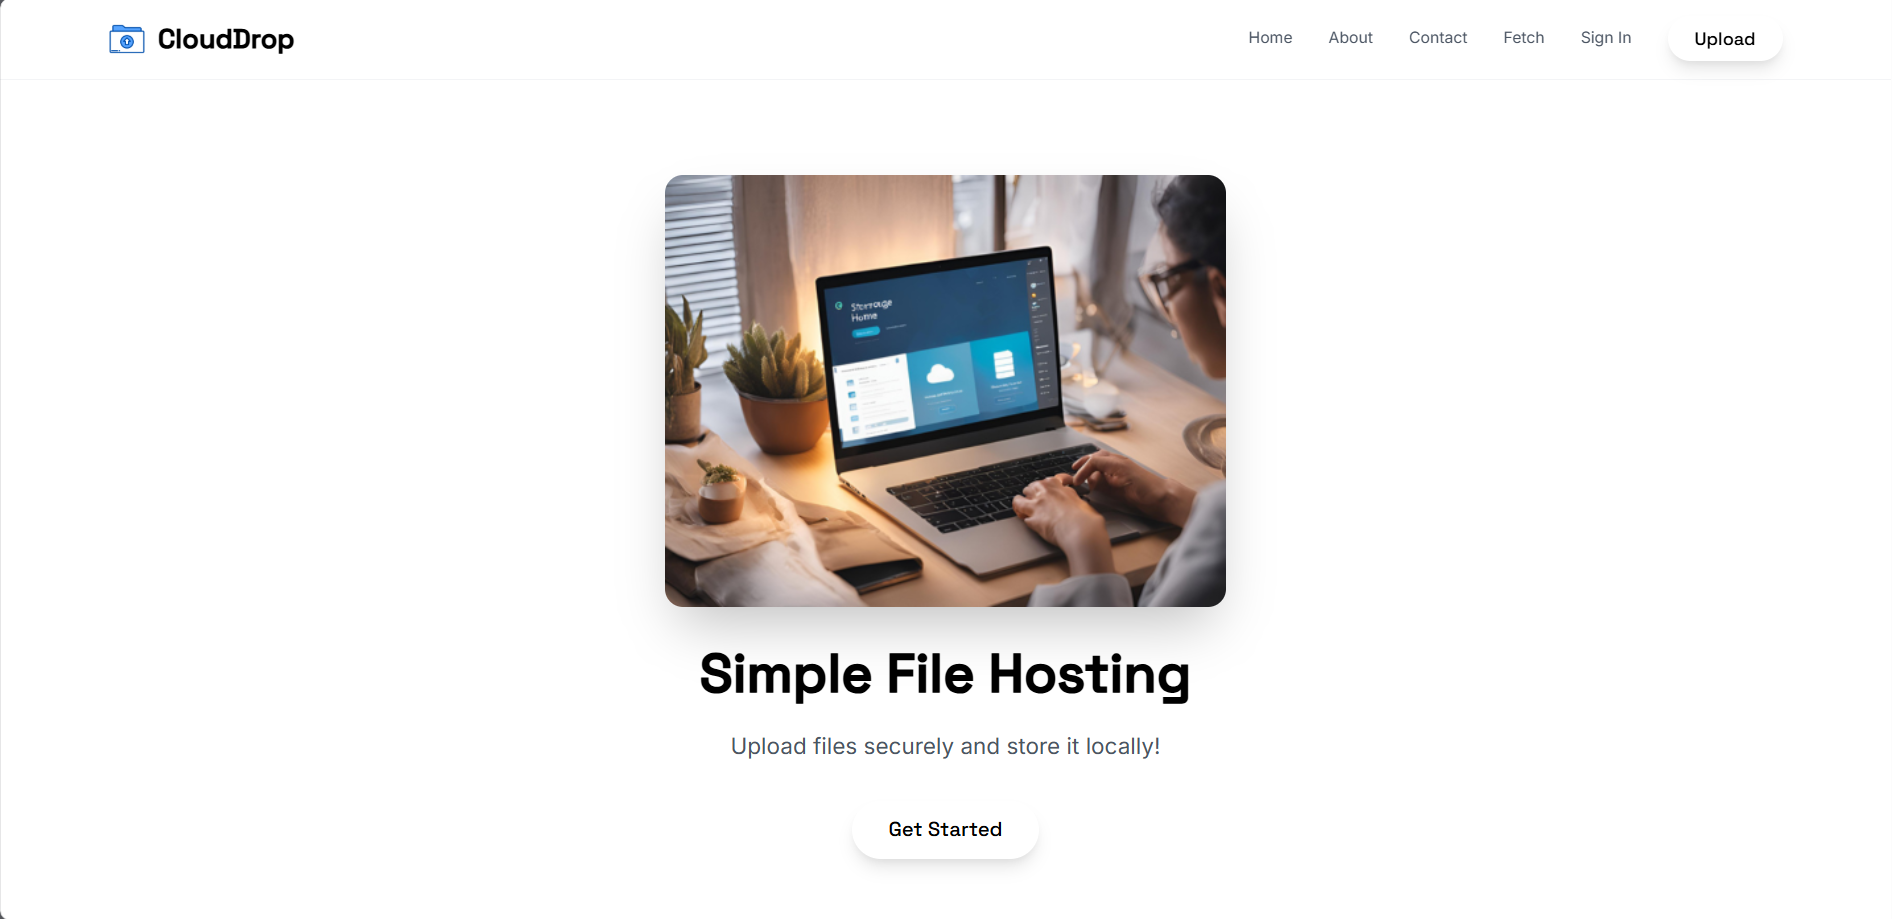 CloudDrop
Home
About
Contact
Fetch
Sign In
Upload
Home
Simple File Hosting
Upload files securely and store it locally!
Get Started